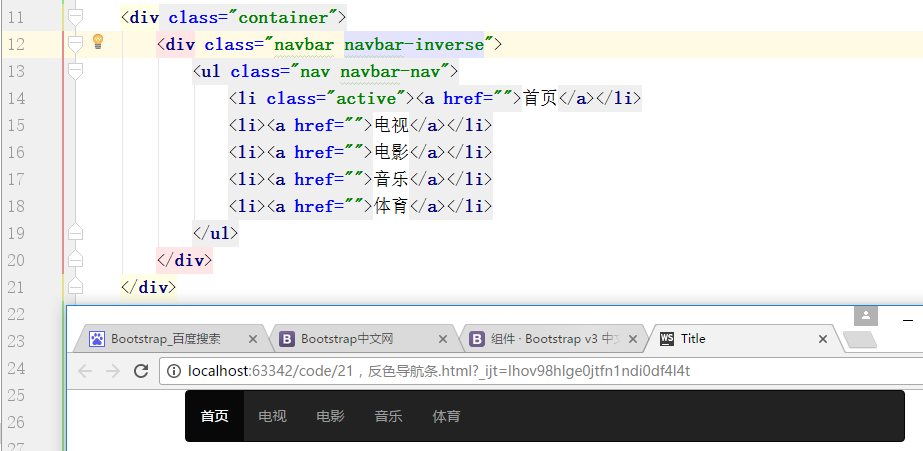 11 <div class="container">
12 <div class="navbar navbar-inverse">
13 <ul class="nav navbar-nav">
14 <li class="active"><a href="">首页</a></li>
15 <li><a href="">电视</a></li>
16 <li><a href="">电影</a></li>
17 <li><a href="">音乐</a></li>
18 <li><a href="">体育</a></li>
19 </ul>
20 </div>
21 </div>
22
23
24
25
26
27
Bootstrap_百度搜索 Bootstrap中文网 组件 · Bootstrap v3 中文 WS Title
localhost:63342/code/21，反色导航条.html?_ijt=lhov98hlge0jtfn1ndi0df4l4t
首页 电视 电影 音乐 体育